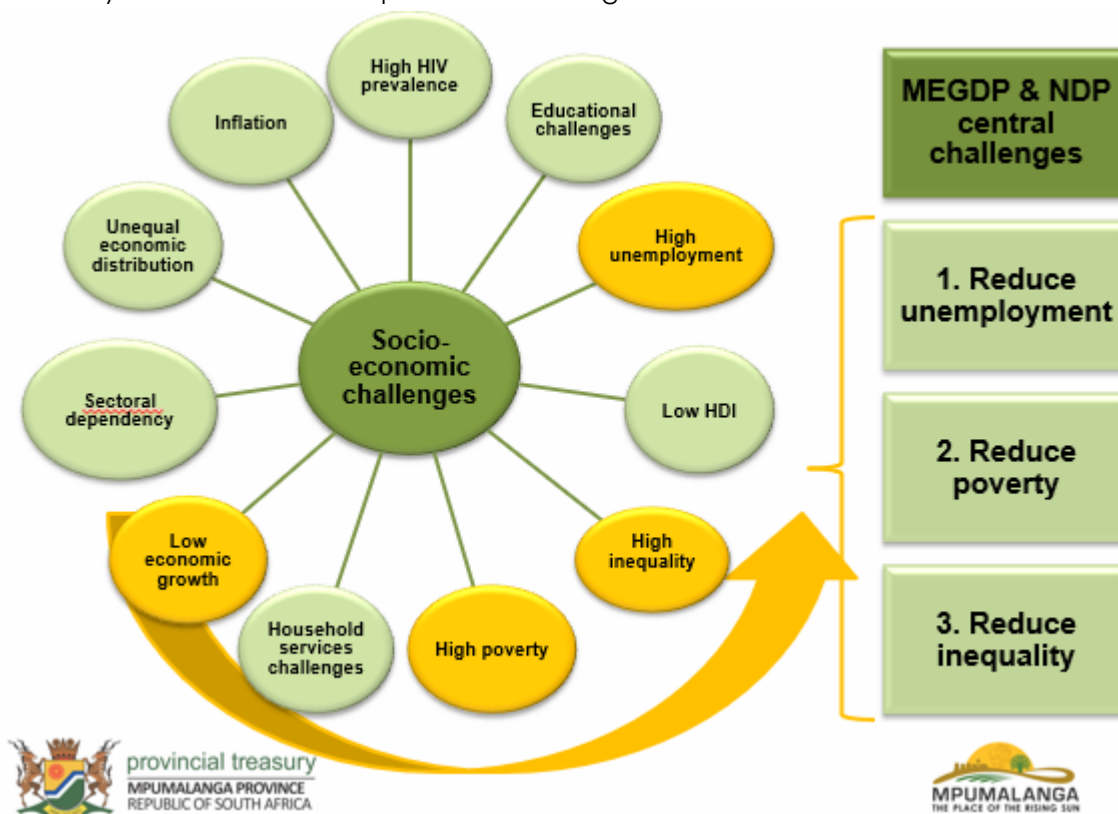 High HIV
prevalence
Educational
challenges
High
unemployment
Low HDI
High
inequality
High poverty
Household
services
challenges
Low
economic
growth
Sectoral
dependency
Unequal
economic
distribution
Inflation
Socio-
economic
challenges
MEGDP & NDP
central
challenges
1. Reduce
unemployment
2. Reduce
poverty
3. Reduce
inequality
provincial treasury
MPUMALANGA PROVINCE
REPUBLIC OF SOUTH AFRICA
MPUMALANGA
THE PLACE OF THE RISING SUN